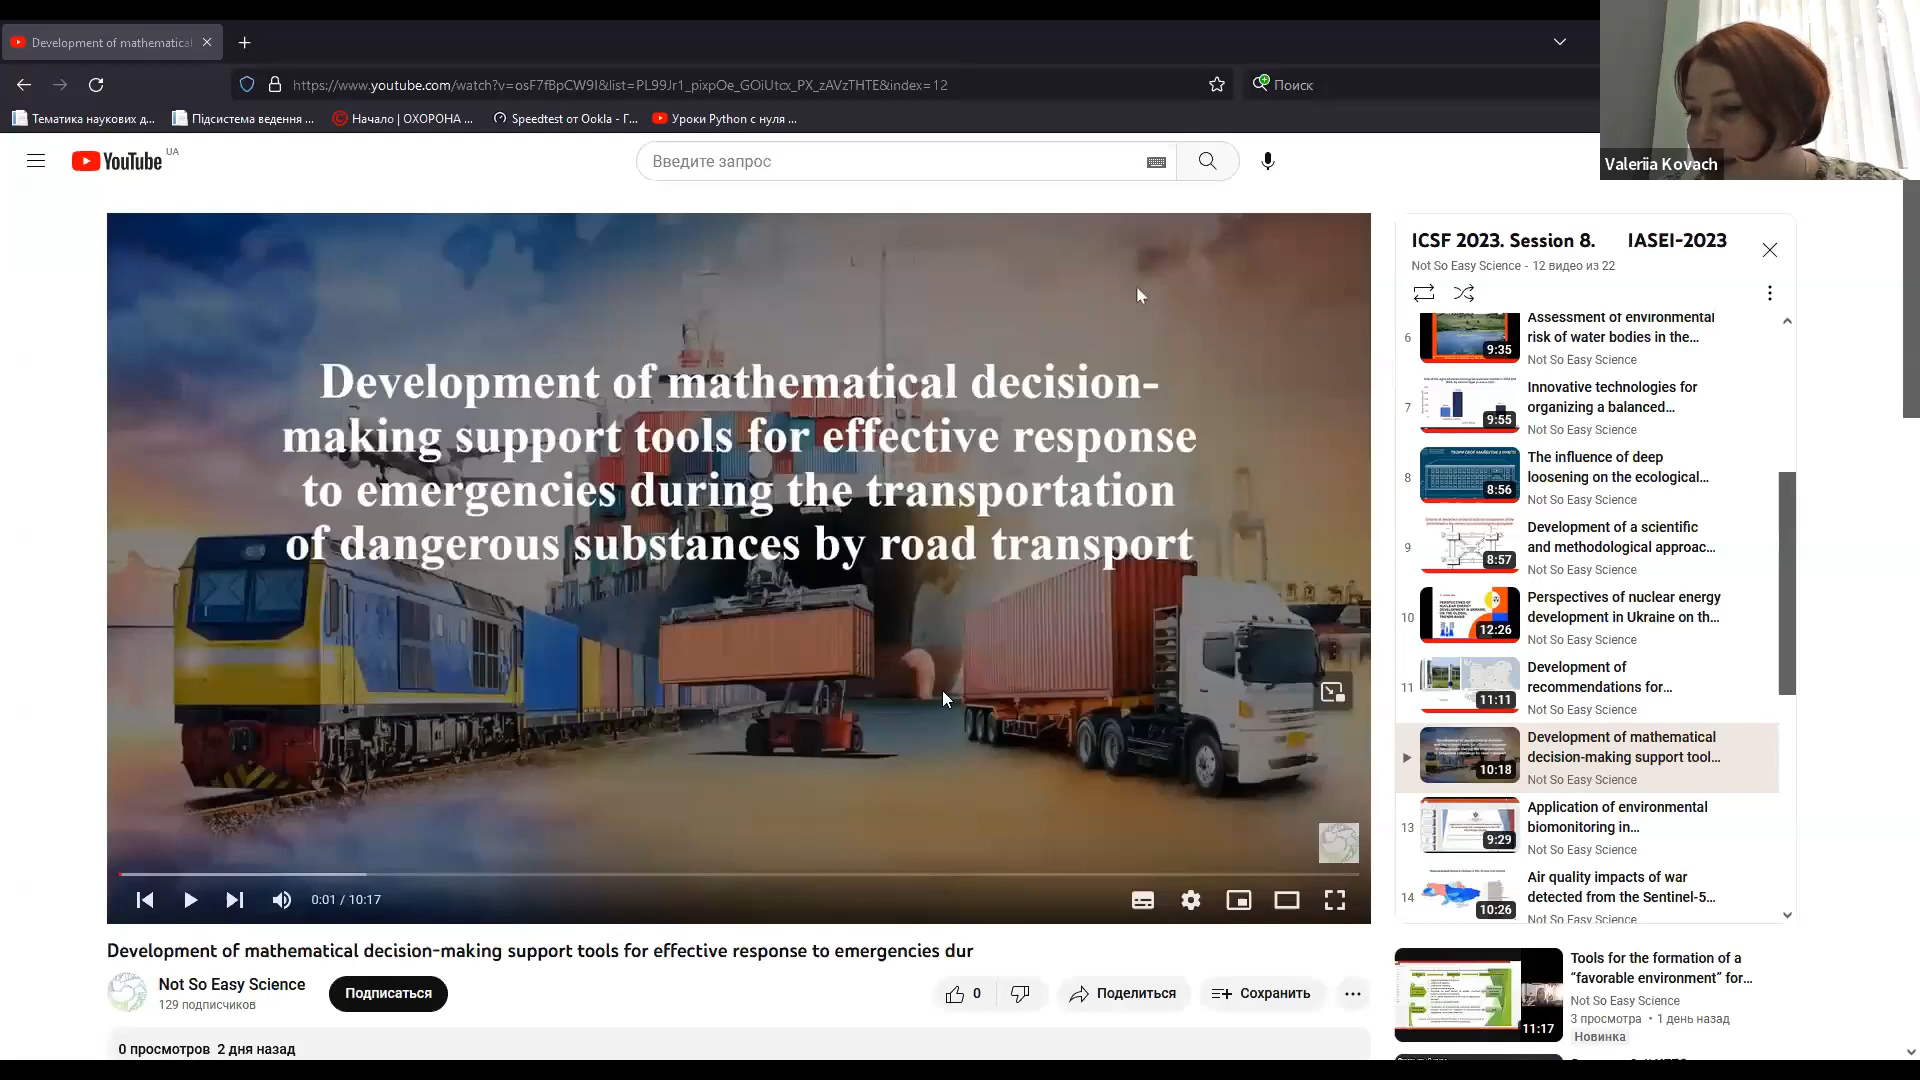 Development of mathematical
https://www.youtube.com/watch?v=osF7fBpCW9I&list=PL99Jr1_pixpOe_GOiUtcx_PX_zAVzTHTE&index=12
Поиск
Тематика наукових д...
Підсистема ведення ...
Начало | ОХОРОНА ...
Speedtest от Ookla - Г...
Уроки Python с нуля ...
Valeriia Kovach
YouTube UA
Введите запрос
Development of mathematical decision-
making support tools for effective response
to emergencies during the transportation
of dangerous substances by road transport
0:01 / 10:17
Development of mathematical decision-making support tools for effective response to emergencies dur
Not So Easy Science
129 подписчиков
Подписаться
0
Поделиться
Сохранить
0 просмотров 2 дня назад
ICSF 2023. Session 8. IASEI-2023
Not So Easy Science - 12 видео из 22
6
9:35
Assessment of environmental
risk of water bodies in the...
Not So Easy Science
7
9:55
Innovative technologies for
organizing a balanced...
Not So Easy Science
8
8:56
The influence of deep
loosening on the ecological...
Not So Easy Science
9
8:57
Development of a scientific
and methodological approac...
Not So Easy Science
10
12:26
Perspectives of nuclear energy
development in Ukraine on th...
Not So Easy Science
11
11:11
Development of
recommendations for...
Not So Easy Science
10:18
Development of mathematical
decision-making support tool...
Not So Easy Science
13
9:29
Application of environmental
biomonitoring in...
Not So Easy Science
14
10:26
Air quality impacts of war
detected from the Sentinel-5...
Not So Easy Science
11:17
Tools for the formation of a
“favorable environment” for...
Not So Easy Science
3 просмотра • 1 день назад
Новинка